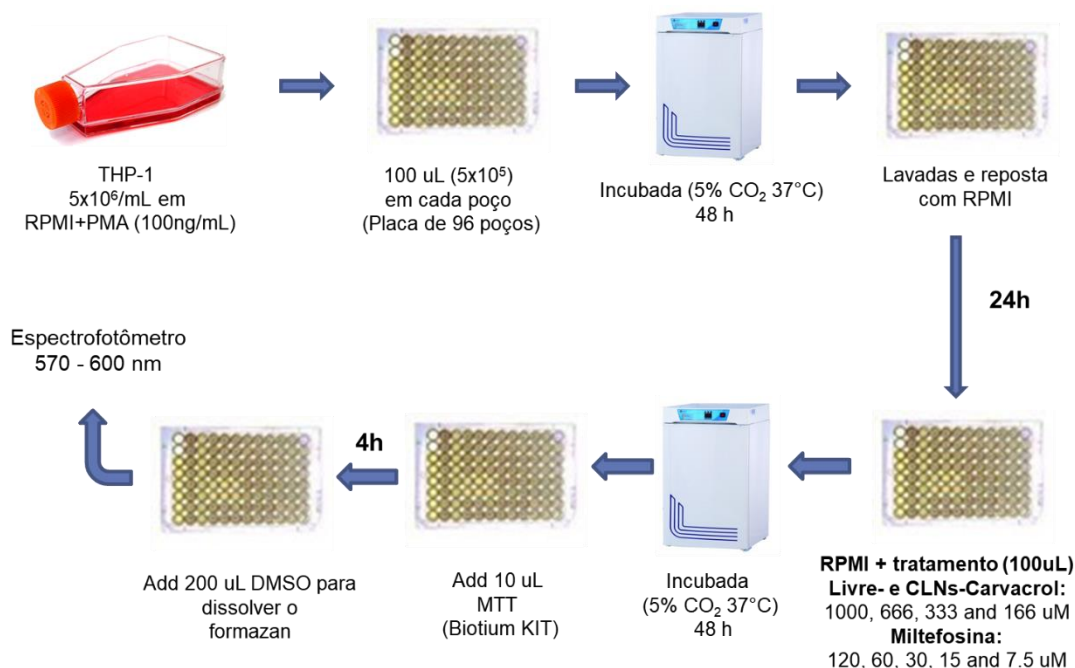 THP-1
5x10⁶/mL em
RPMI+PMA (100ng/mL)
100 uL (5x10⁵)
em cada poço
(Placa de 96 poços)
Incubada (5% CO₂ 37°C)
48 h
Lavadas e reposta
com RPMI
24h
RPMI + tratamento (100uL)
Livre- e CLNs-Carvacrol:
1000, 666, 333 and 166 uM
Miltefosina:
120, 60, 30, 15 and 7.5 uM
Incubada
(5% CO₂ 37°C)
48 h
Add 10 uL
MTT
(Biotium KIT)
4h
Add 200 uL DMSO para
dissolver o
formazan
Espectrofotômetro
570 - 600 nm